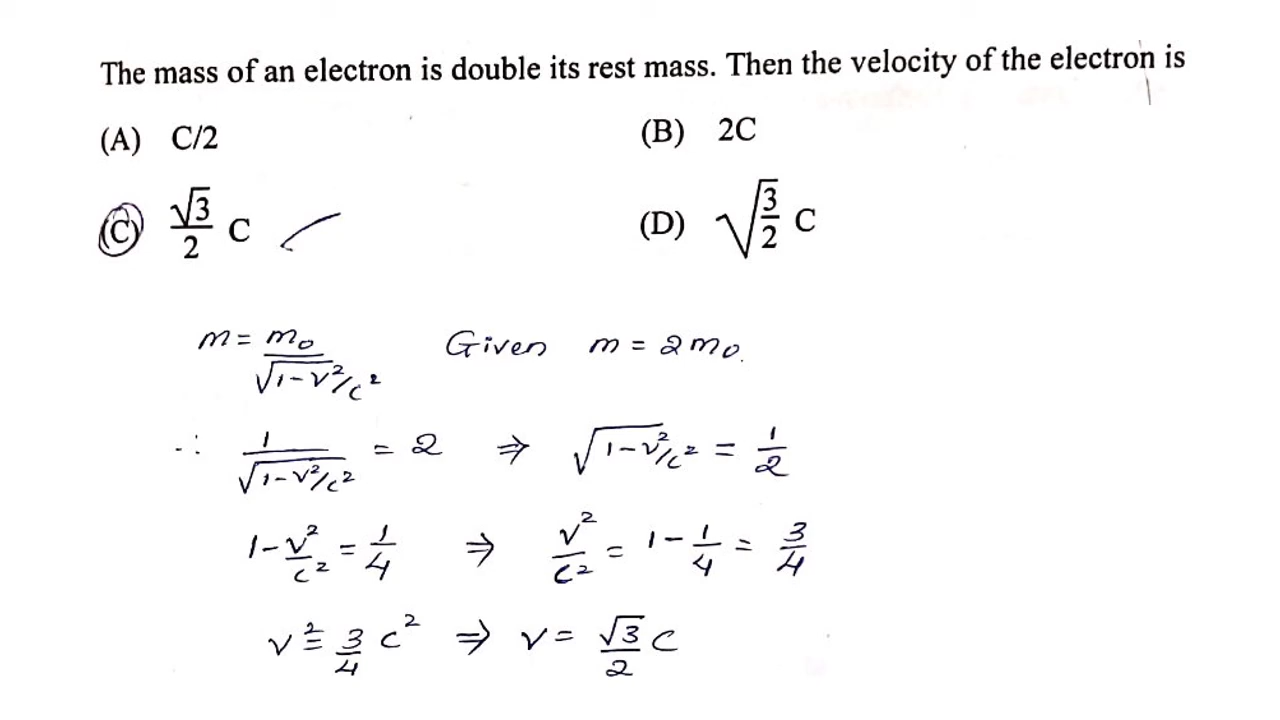 The mass of an electron is double its rest mass. Then the velocity of the electron is
(A) C/2 (B) 2C
(C) √3/2 C (D) √(3/2) C
m = m₀/√(1-v²/c²) Given m = 2m₀.
∴ 1/√(1-v²/c²) = 2 ⇒ √(1-v²/c²) = 1/2
1-v²/c² = 1/4 ⇒ v²/c² = 1-1/4 = 3/4
v² = 3/4 c² ⇒ v = √3/2 c